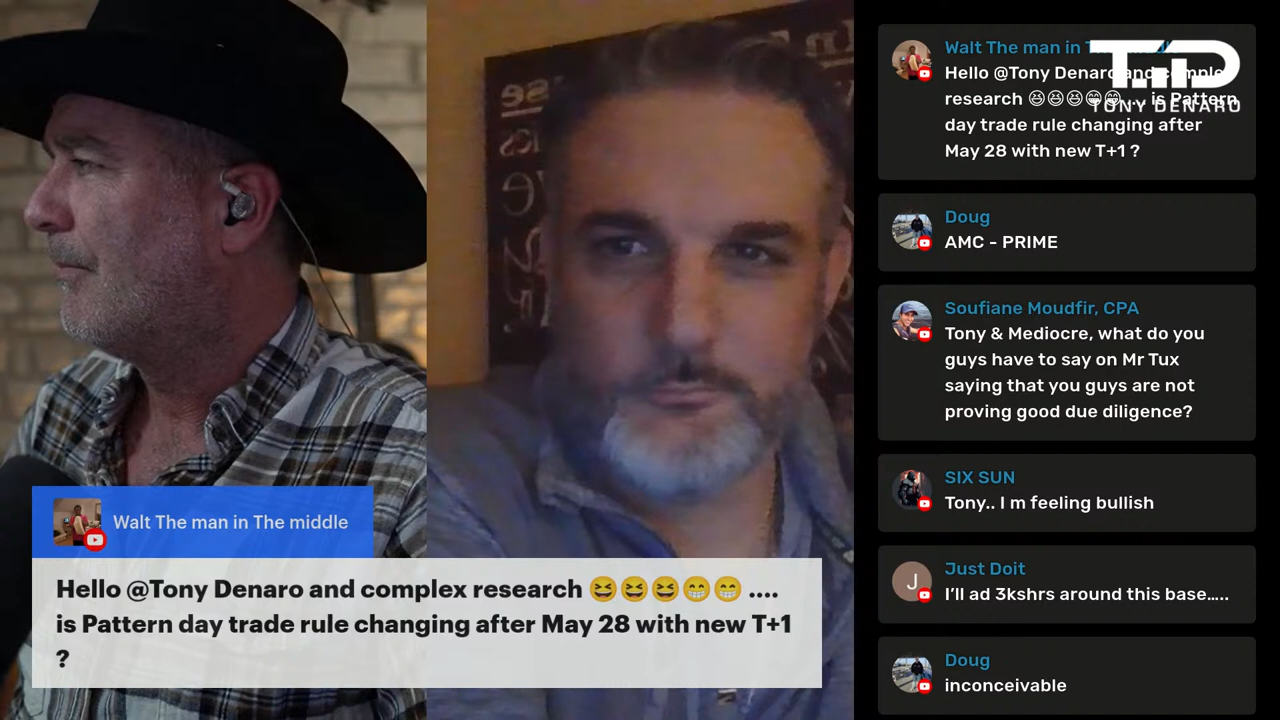 Walt The man in The middle
Hello @Tony Denaro and complex research 😆😆😆😁😁 ....
is Pattern day trade rule changing after May 28 with new T+1
?
Walt The man in
TD
TONY DENARO
Hello @Tony Denaro and
research 😆😆😆😁😁.... is Pattern
day trade rule changing after
May 28 with new T+1 ?
Doug
AMC - PRIME
Soufiane Moudfir, CPA
Tony & Mediocre, what do you
guys have to say on Mr Tux
saying that you guys are not
proving good due diligence?
SIX SUN
Tony.. I m feeling bullish
J
Just Doit
I'll ad 3kshrs around this base.....
Doug
inconceivable